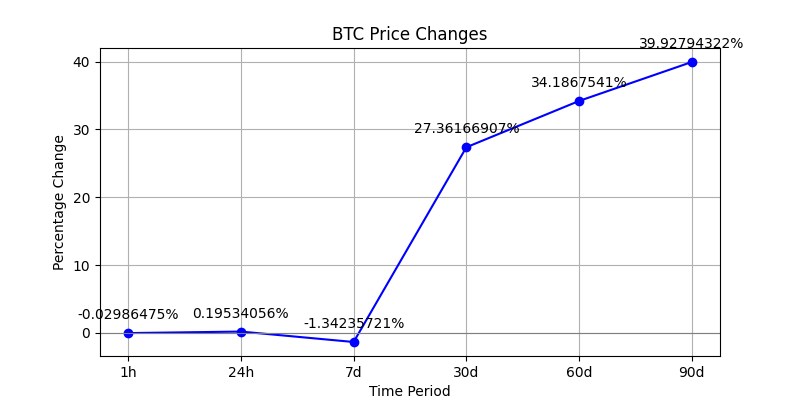 BTC Price Changes
39.92794322%
34.1867541%
27.36166907%
-0.02986475%
0.19534056%
-1.34235721%
40
30
20
10
0
Percentage Change
1h
24h
7d
30d
60d
90d
Time Period